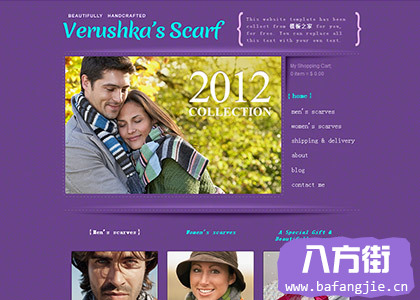 BEAUTIFULLY HANDCRAFTED
Verushka's Scarf
This website template has been
collect from 模板之家 for you,
for free. You can replace all
this text with your own text.
My Shopping Cart:
0 item = $ 0.00
2012
COLLECTION
[home]
men's scarves
women's scarves
shipping & delivery
about
blog
contact me
[Men's scarves]
Women's scarves
A Special Gift &
八方街
www.bafangjie.cn